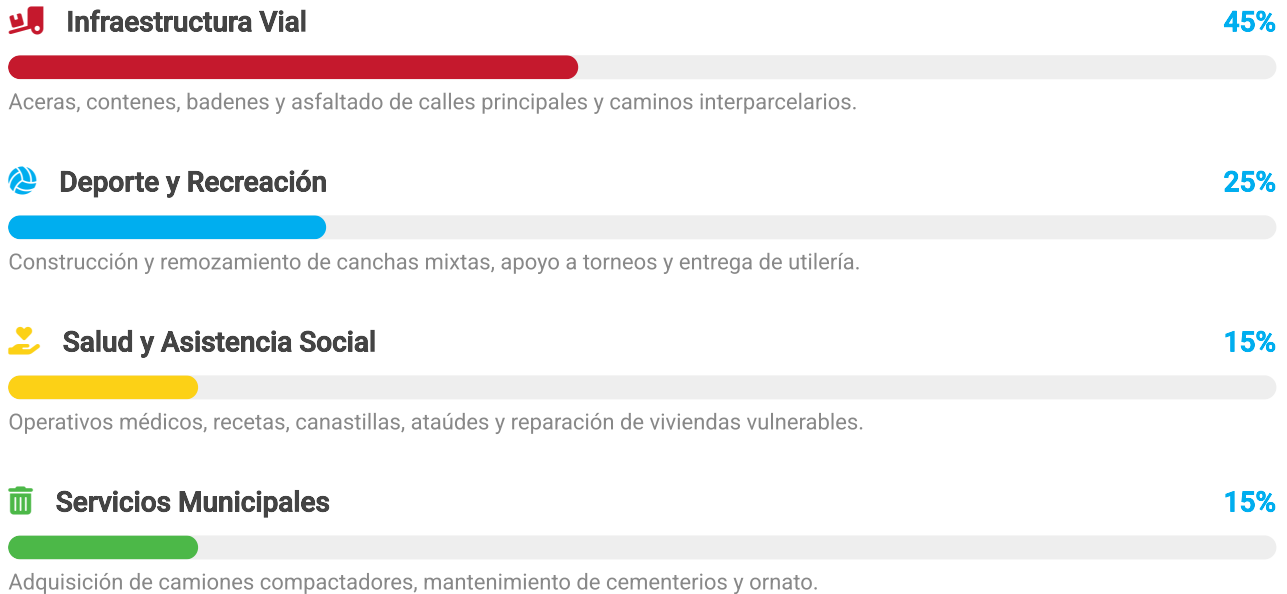 Infraestructura Vial 45%
Aceras, contenes, badenes y asfaltado de calles principales y caminos interparcelarios.
Deporte y Recreación 25%
Construcción y remozamiento de canchas mixtas, apoyo a torneos y entrega de utilería.
Salud y Asistencia Social 15%
Operativos médicos, recetas, canastillas, ataúdes y reparación de viviendas vulnerables.
Servicios Municipales 15%
Adquisición de camiones compactadores, mantenimiento de cementerios y ornato.